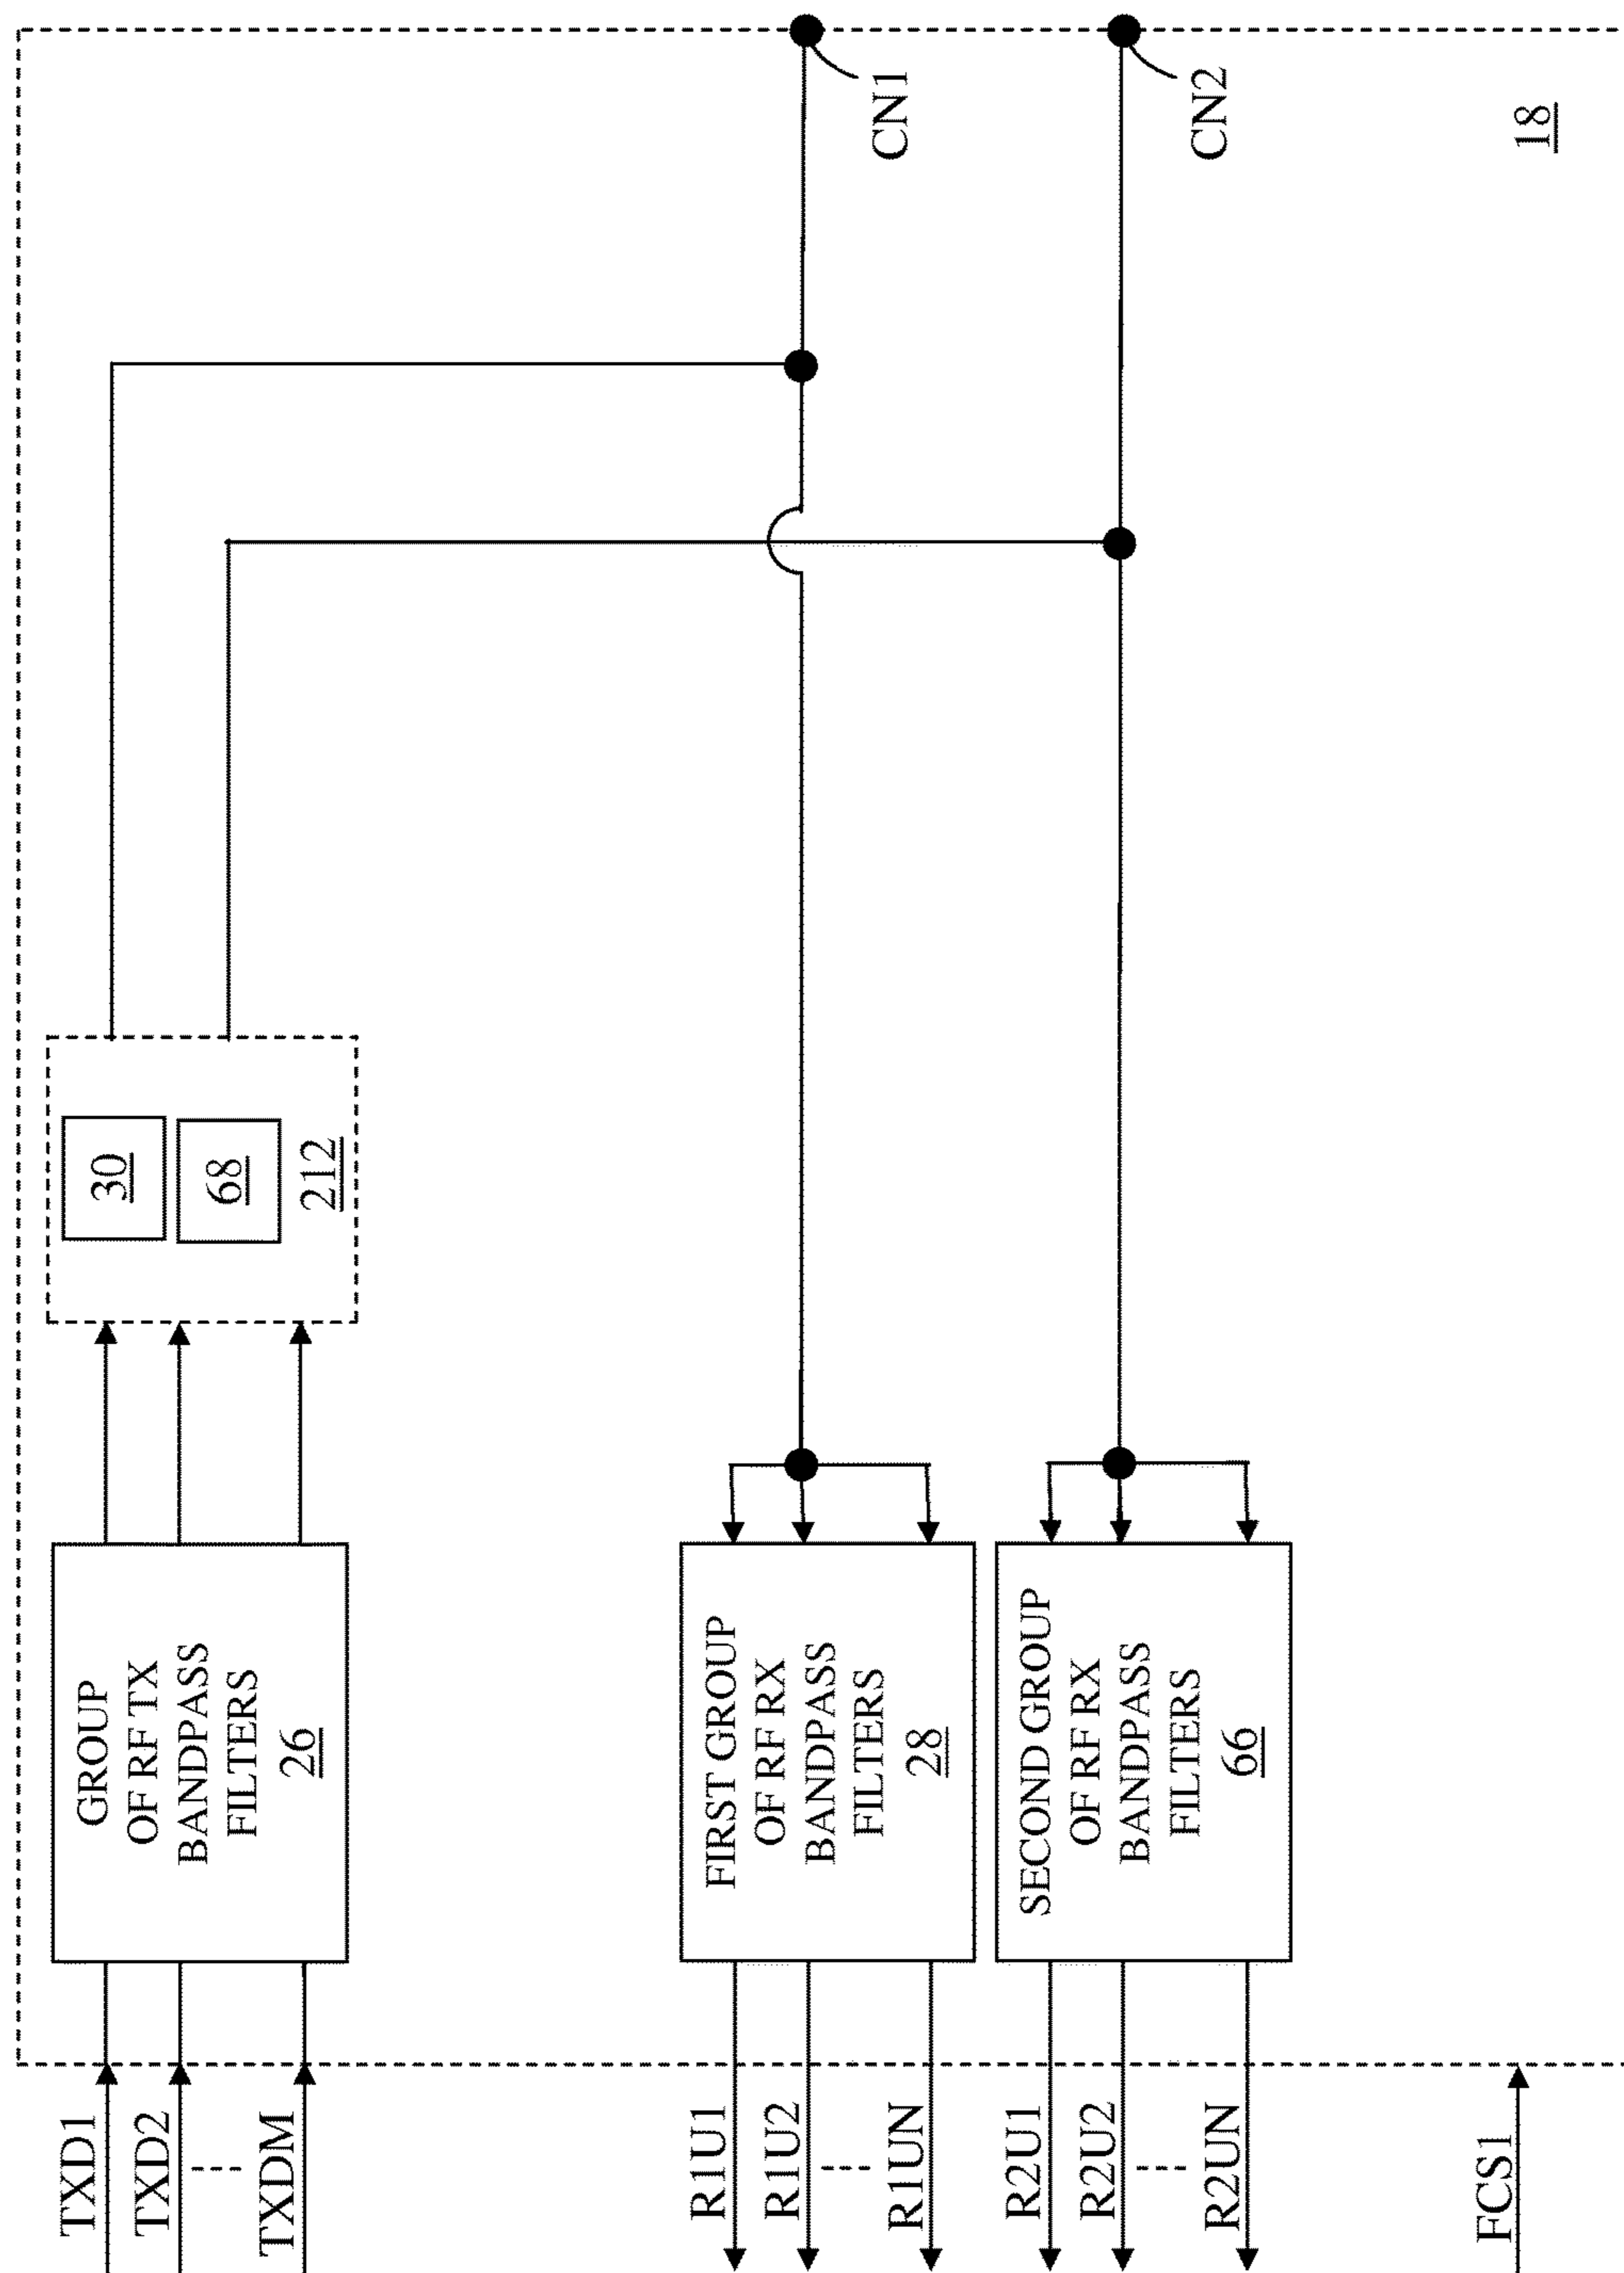 TXD1
TXD2
TXDM
GROUP
OF RF TX
BANDPASS
FILTERS
26
30
68
212
R1U1
R1U2
R1UN
FIRST GROUP
OF RF RX
BANDPASS
FILTERS
28
CN1
R2U1
R2U2
R2UN
SECOND GROUP
OF RF RX
BANDPASS
FILTERS
66
CN2
FCS1
18